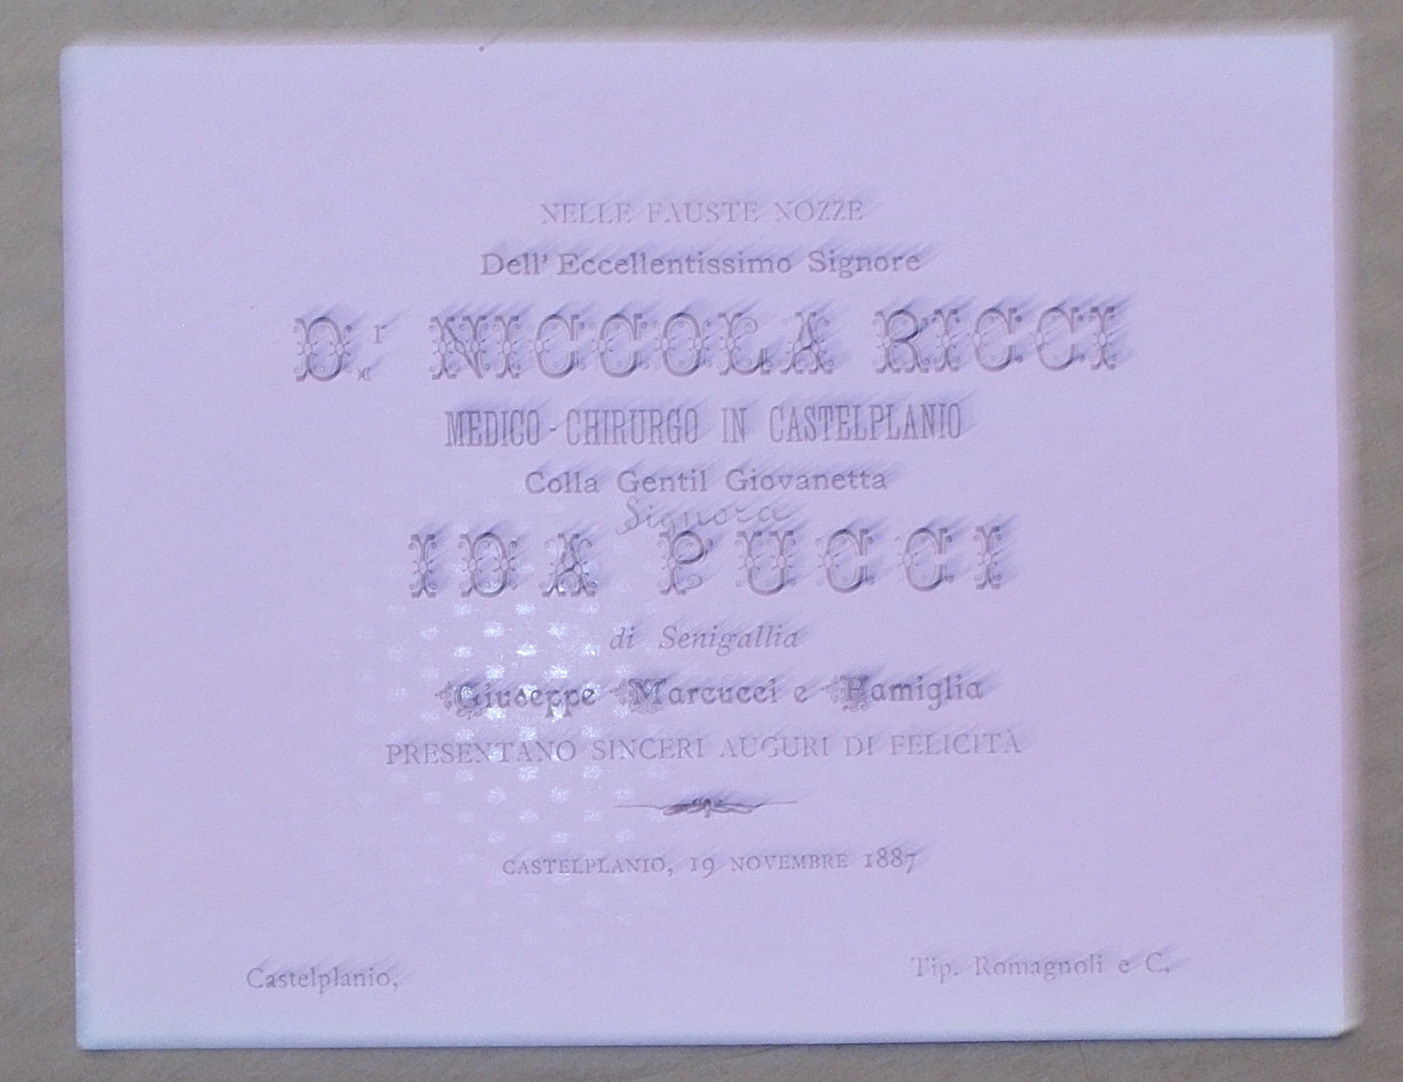 NELLE FAUSTE NOZZE
Dell' Eccellentissimo Signore
D.r NICCOLA RICCI
MEDICO-CHIRURGO IN CASTELPLANIO
Colla Gentil Giovanetta
Signora
IDA PUCCI
di Senigallia
Giuseppe Marcucci e Famiglia
PRESENTANO SINCERI AUGURI DI FELICITÀ
CASTELPLANIO, 19 NOVEMBRE 1887
Castelplanio,
Tip. Romagnoli e C.